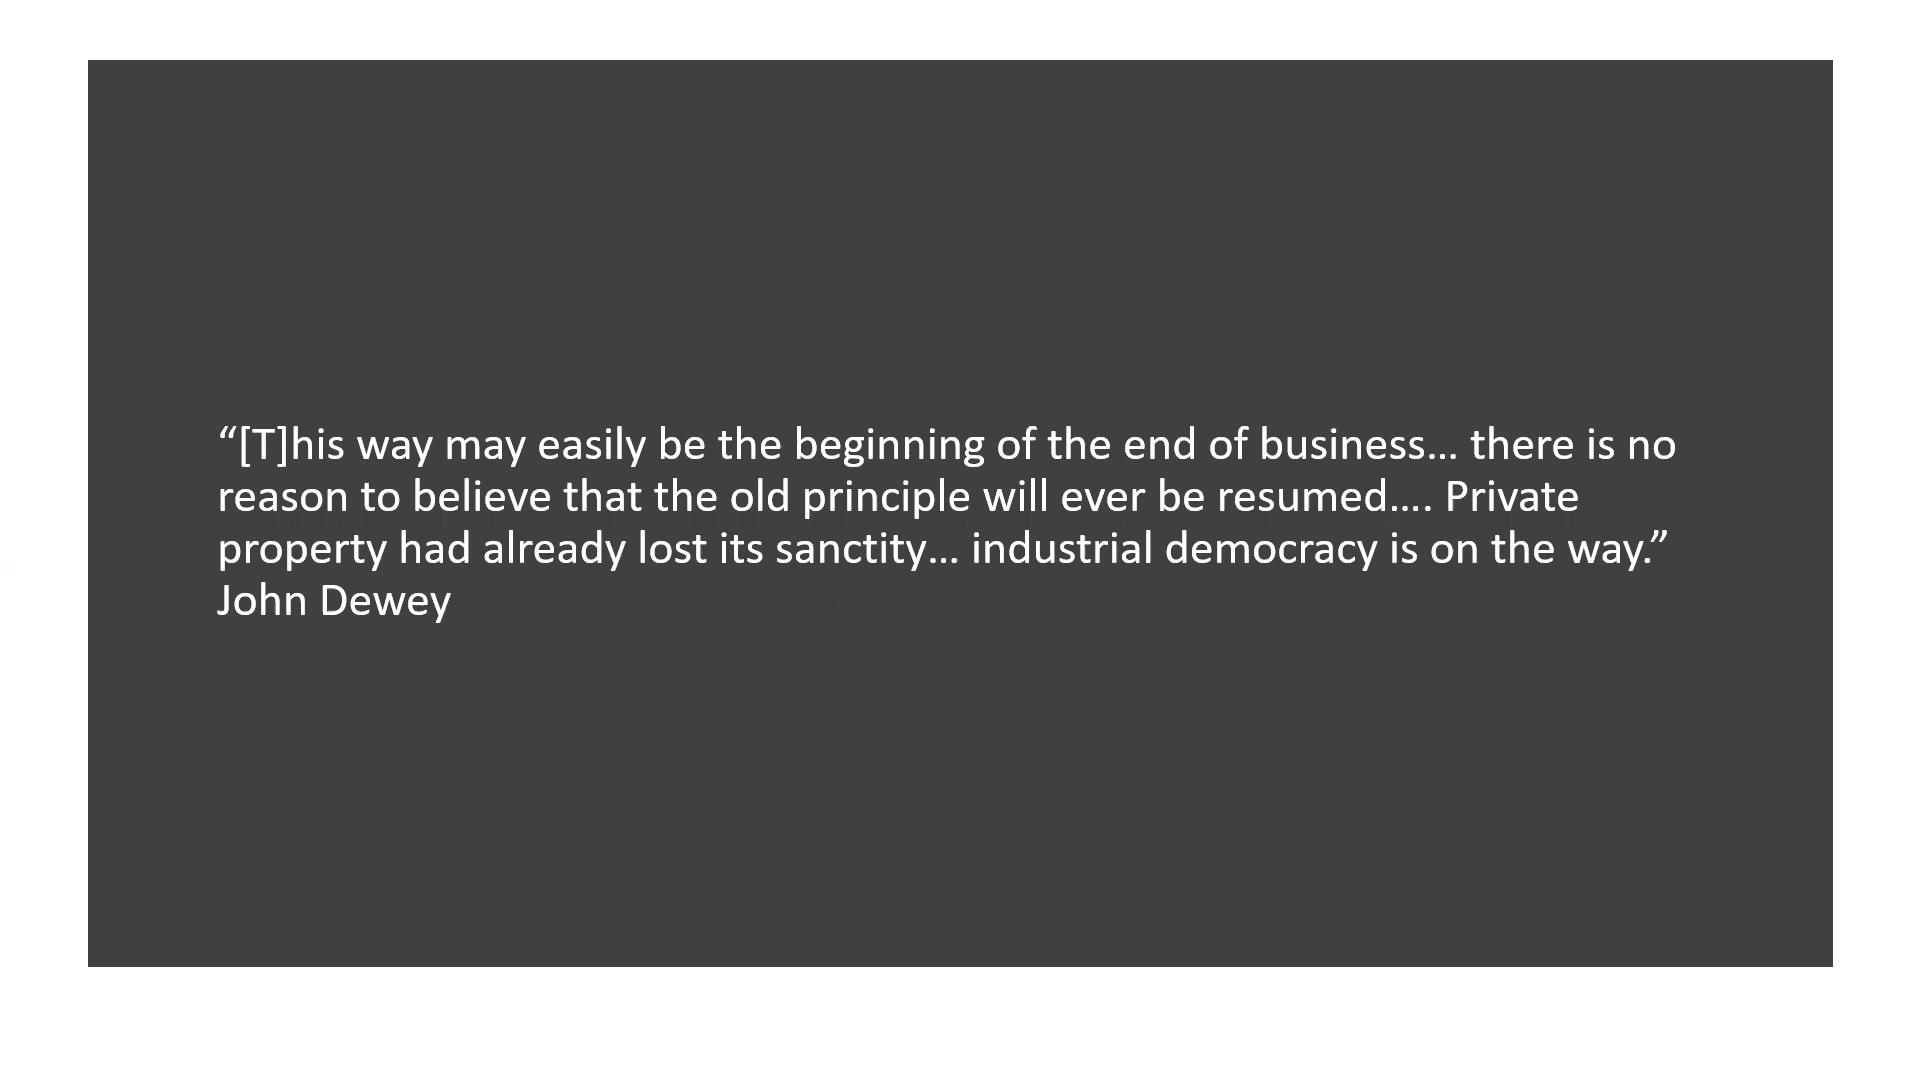 “[T]his way may easily be the beginning of the end of business… there is no
reason to believe that the old principle will ever be resumed…. Private
property had already lost its sanctity… industrial democracy is on the way.”
John Dewey